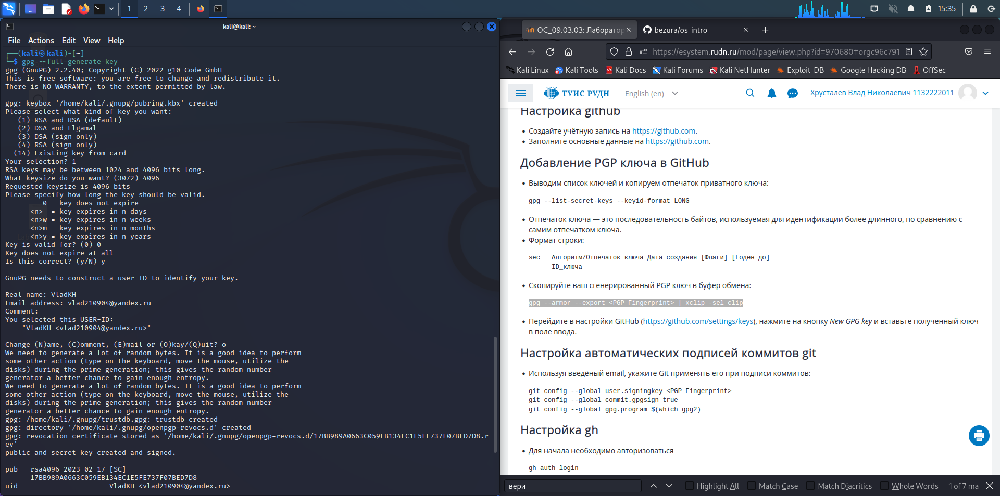 1 2 3 4
15:35
kali@kali: ~
File Actions Edit View Help
┌──(kali㉿kali)-[~]
└─$ gpg --full-generate-key
gpg (GnuPG) 2.2.40; Copyright (C) 2022 g10 Code GmbH
This is free software: you are free to change and redistribute it.
There is NO WARRANTY, to the extent permitted by law.
gpg: keybox '/home/kali/.gnupg/pubring.kbx' created
Please select what kind of key you want:
(1) RSA and RSA (default)
(2) DSA and Elgamal
(3) DSA (sign only)
(4) RSA (sign only)
(14) Existing key from card
Your selection? 1
RSA keys may be between 1024 and 4096 bits long.
What keysize do you want? (3072) 4096
Requested keysize is 4096 bits
Please specify how long the key should be valid.
0 = key does not expire
<n> = key expires in n days
<n>w = key expires in n weeks
<n>m = key expires in n months
<n>y = key expires in n years
Key is valid for? (0) 0
Key does not expire at all
Is this correct? (y/N) y
GnuPG needs to construct a user ID to identify your key.
Real name: VladKH
Email address: vlad210904@yandex.ru
Comment:
You selected this USER-ID:
"VladKH <vlad210904@yandex.ru>"
Change (N)ame, (C)omment, (E)mail or (O)kay/(Q)uit? o
We need to generate a lot of random bytes. It is a good idea to perform
some other action (type on the keyboard, move the mouse, utilize the
disks) during the prime generation; this gives the random number
generator a better chance to gain enough entropy.
We need to generate a lot of random bytes. It is a good idea to perform
some other action (type on the keyboard, move the mouse, utilize the
disks) during the prime generation; this gives the random number
generator a better chance to gain enough entropy.
gpg: /home/kali/.gnupg/trustdb.gpg: trustdb created
gpg: directory '/home/kali/.gnupg/openpgp-revocs.d' created
gpg: revocation certificate stored as '/home/kali/.gnupg/openpgp-revocs.d/17BB989A0663C059EB134EC1E5FE737F07BED7D8.r
ev'
public and secret key created and signed.
pub rsa4096 2023-02-17 [SC]
17BB989A0663C059EB134EC1E5FE737F07BED7D8
uid VladKH <vlad210904@yandex.ru>
ОС_09.03.03: Лаборатор
bezura/os-intro
https://esystem.rudn.ru/mod/page/view.php?id=970680#orgc96c791
Kali Linux Kali Tools Kali Docs Kali Forums Kali NetHunter Exploit-DB Google Hacking DB OffSec
ТУИС РУДН English (en) Хрусталев Влад Николаевич 1132222011
Настройка github
• Создайте учётную запись на https://github.com.
• Заполните основные данные на https://github.com.
Добавление PGP ключа в GitHub
• Выводим список ключей и копируем отпечаток приватного ключа:
gpg --list-secret-keys --keyid-format LONG
• Отпечаток ключа — это последовательность байтов, используемая для идентификации более длинного, по сравнению с
самим отпечатком ключа.
• Формат строки:
sec Алгоритм/Отпечаток_ключа Дата_создания [Флаги] [Годен_до]
ID_ключа
• Скопируйте ваш сгенерированный PGP ключ в буфер обмена:
gpg --armor --export <PGP Fingerprint> | xclip -sel clip
• Перейдите в настройки GitHub (https://github.com/settings/keys), нажмите на кнопку New GPG key и вставьте полученный ключ
в поле ввода.
Настройка автоматических подписей коммитов git
• Используя введёный email, укажите Git применять его при подписи коммитов:
git config --global user.signingkey <PGP Fingerprint>
git config --global commit.gpgsign true
git config --global gpg.program $(which gpg2)
Настройка gh
• Для начала необходимо авторизоваться
gh auth login
вери Highlight All Match Case Match Diacritics Whole Words 1 of 7 ma